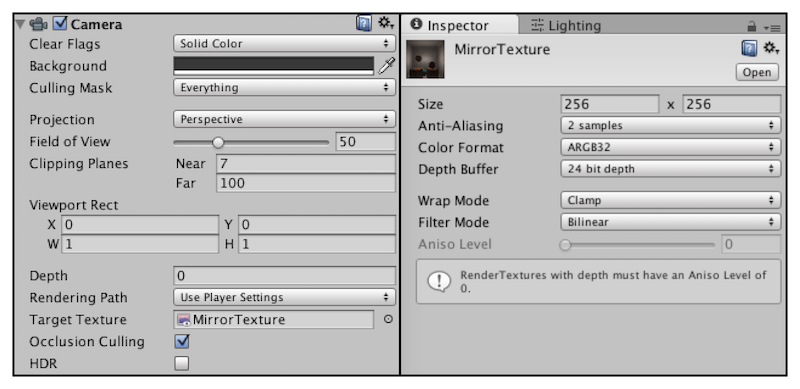 Camera
Clear Flags Solid Color
Background
Culling Mask Everything
Projection Perspective
Field of View 50
Clipping Planes Near 7
Far 100
Viewport Rect
X 0 Y 0
W 1 H 1
Depth 0
Rendering Path Use Player Settings
Target Texture MirrorTexture
Occlusion Culling
HDR
Inspector Lighting
MirrorTexture
Open
Size 256 x 256
Anti-Aliasing 2 samples
Color Format ARGB32
Depth Buffer 24 bit depth
Wrap Mode Clamp
Filter Mode Bilinear
Aniso Level 0
RenderTextures with depth must have an Aniso Level of
0.